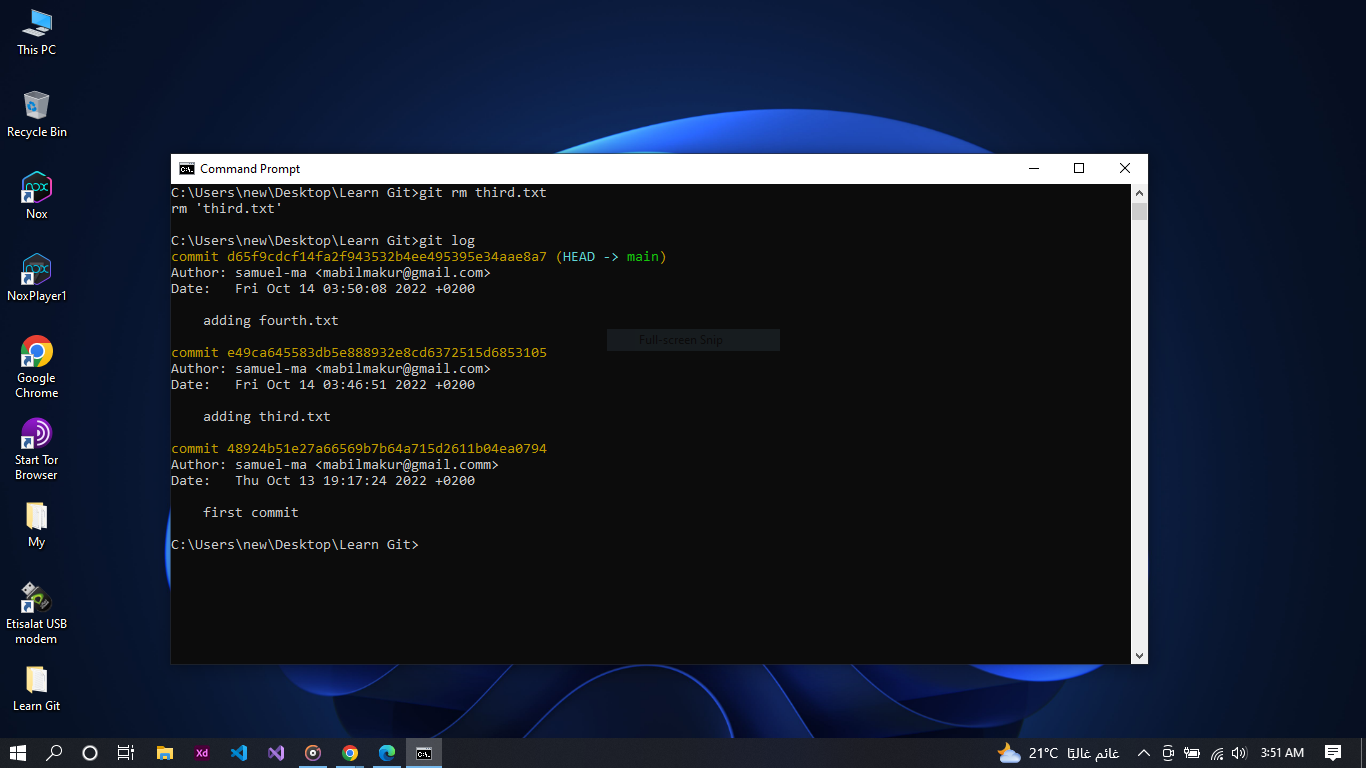 This PC
Recycle Bin
Nox
NoxPlayer1
Google
Chrome
Start Tor
Browser
My
Etisalat USB
modem
Learn Git
Command Prompt
C:\Users\new\Desktop\Learn Git>git rm third.txt
rm 'third.txt'
C:\Users\new\Desktop\Learn Git>git log
commit d65f9cdcf14fa2f943532b4ee495395e34aae8a7 (HEAD -> main)
Author: samuel-ma <mabilmakur@gmail.com>
Date:   Fri Oct 14 03:50:08 2022 +0200
    adding fourth.txt
Full-screen Snip
commit e49ca645583db5e888932e8cd6372515d6853105
Author: samuel-ma <mabilmakur@gmail.com>
Date:   Fri Oct 14 03:46:51 2022 +0200
    adding third.txt
commit 48924b51e27a66569b7b64a715d2611b04ea0794
Author: samuel-ma <mabilmakur@gmail.comm>
Date:   Thu Oct 13 19:17:24 2022 +0200
    first commit
C:\Users\new\Desktop\Learn Git>
Xd
21°C غائم غالبًا
3:51 AM